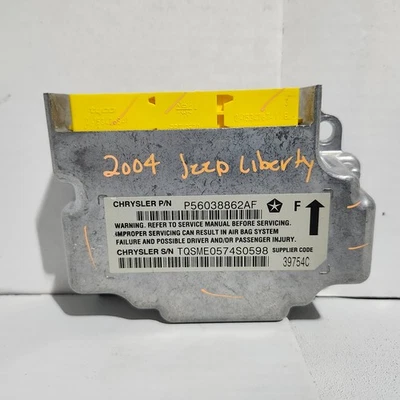 2004 Jeep Liberty
CHRYSLER P/N P56038862AF
F
WARNING. REFER TO SERVICE MANUAL BEFORE SERVICING.
IMPROPER SERVICING CAN RESULT IN AIR BAG SYSTEM
FAILURE AND POSSIBLE DRIVER AND/OR PASSENGER INJURY.
CHRYSLER S/N TQSME0574S0598 SUPPLIER CODE
39754C